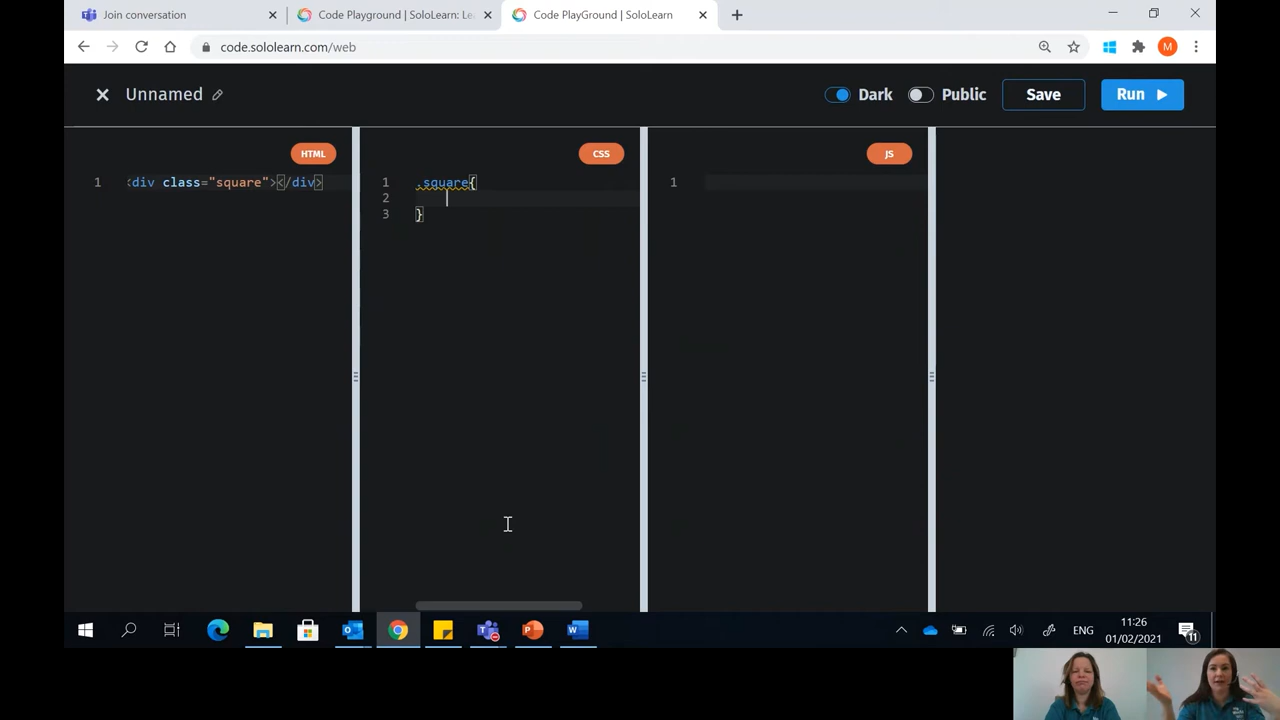 Join conversation
Code Playground | SoloLearn: Le
Code PlayGround | SoloLearn
code.sololearn.com/web
M
Unnamed
Dark
Public
Save
Run
HTML
CSS
JS
1
<div class="square"></div>
1
.square{
2
3
}
1
ENG
11:26
01/02/2021
11